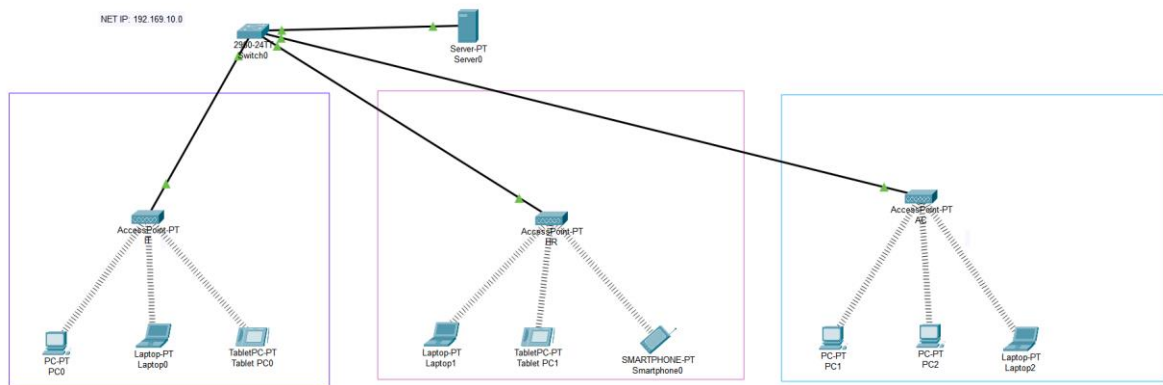 NET IP: 192.169.10.0
2960-24TT
Switch0
Server-PT
Server0
AccessPoint-PT
IT
AccessPoint-PT
HR
AccessPoint-PT
AC
PC-PT
PC0
Laptop-PT
Laptop0
TabletPC-PT
Tablet PC0
Laptop-PT
Laptop1
TabletPC-PT
Tablet PC1
SMARTPHONE-PT
Smartphone0
PC-PT
PC1
PC-PT
PC2
Laptop-PT
Laptop2